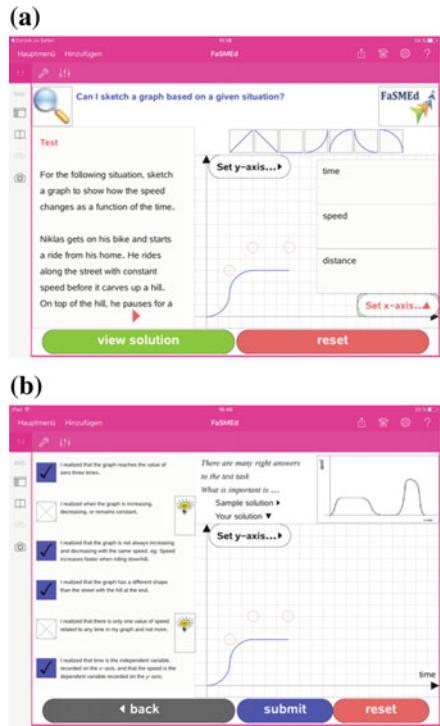 (a)
11:18
Hauptmenü Hinzufügen
FaSMEd
Can I sketch a graph based on a given situation?
FaSMEd
Test
For the following situation, sketch
a graph to show how the speed
changes as a function of the time.
Niklas gets on his bike and starts
a ride from his home. He rides
along the street with constant
speed before it carves up a hill.
On top of the hill, he pauses for a
Set y-axis...
time
speed
distance
Set x-axis...
view solution
reset
(b)
Hauptmenü Hinzufügen
FaSMEd
I realized that the graph reaches the value of
zero three times.
I realized when the graph is increasing,
decreasing, or remains constant.
I realized that the graph is not always increasing
and decreasing with the same speed. eg: Speed
increases faster when riding downhill.
I realized that the graph has a different shape
than the street with the hill at the end.
I realized that there is only one value of speed
related to any time in my graph and not more.
I realized that time is the independent variable,
recorded on the x-axis, and that the speed is the
dependent variable recorded on the y-axis.
There are many right answers
to the test task
What is important is ...
Sample solution
Your solution
Set y-axis...
time
back
submit
reset